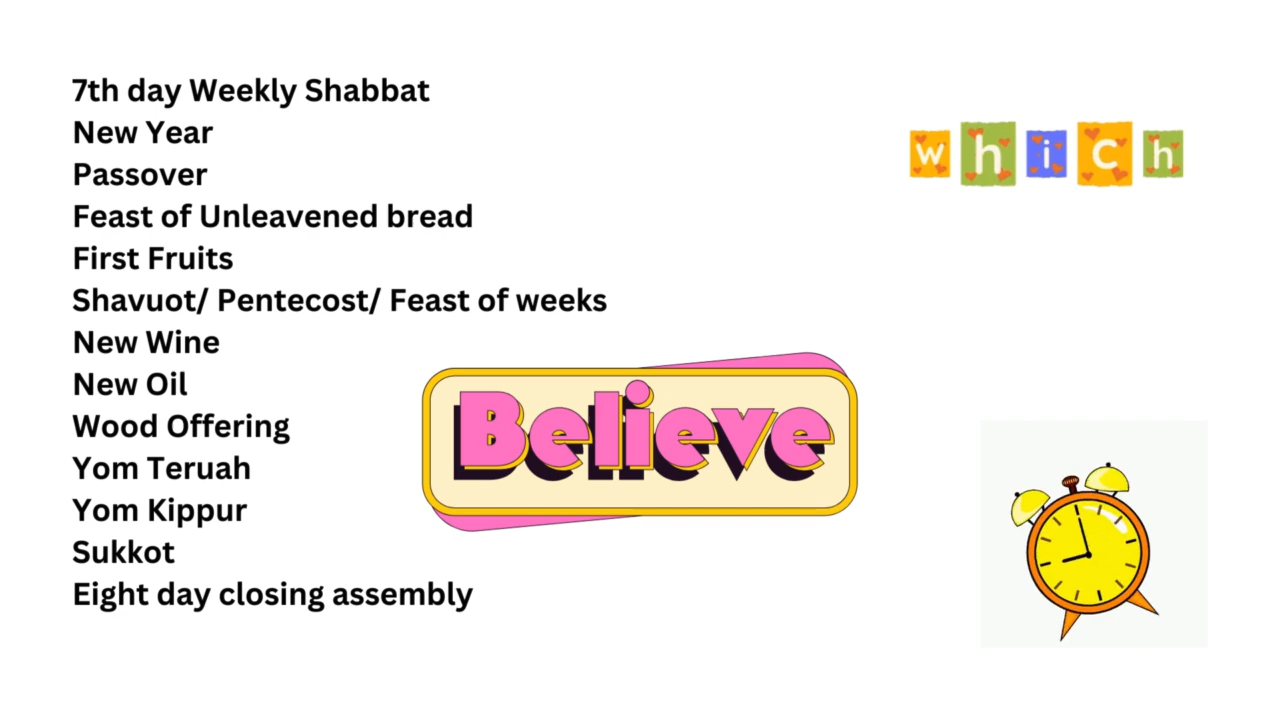 7th day Weekly Shabbat
New Year
Passover
Feast of Unleavened bread
First Fruits
Shavuot/ Pentecost/ Feast of weeks
New Wine
New Oil
Wood Offering
Yom Teruah
Yom Kippur
Sukkot
Eight day closing assembly
Believe
which